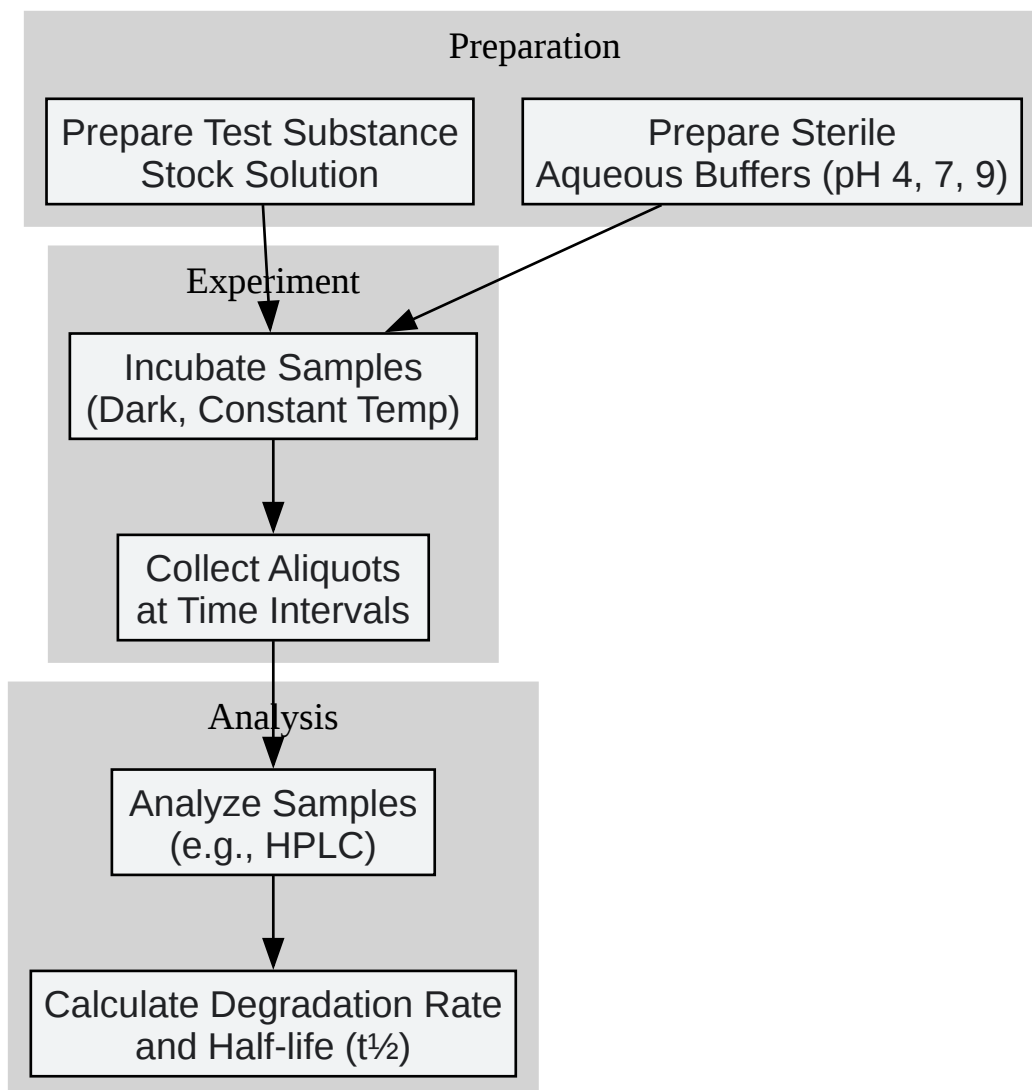 Preparation
Prepare Test Substance
Stock Solution
Prepare Sterile
Aqueous Buffers (pH 4, 7, 9)
Experiment
Incubate Samples
(Dark, Constant Temp)
Collect Aliquots
at Time Intervals
Analysis
Analyze Samples
(e.g., HPLC)
Calculate Degradation Rate
and Half-life (t½)